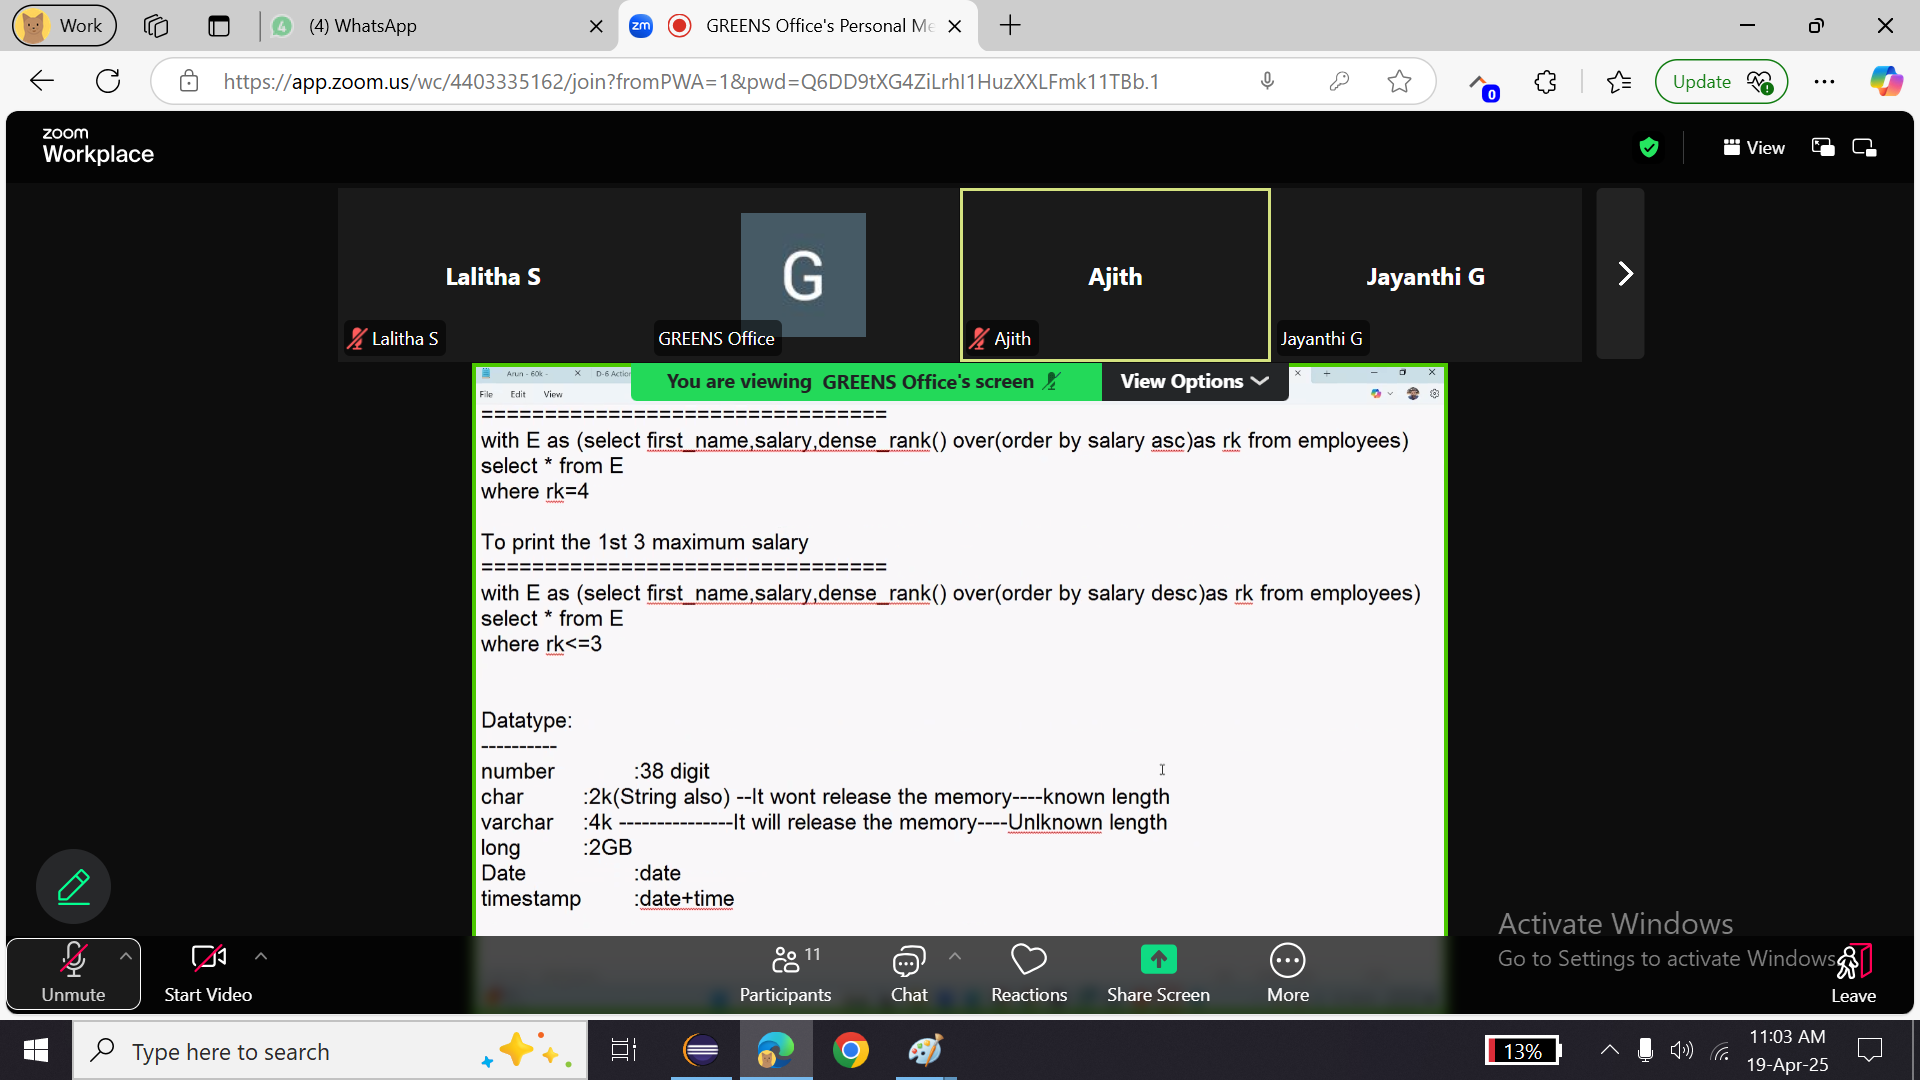 Work
(4) WhatsApp
zm
GREENS Office's Personal Me
https://app.zoom.us/wc/4403335162/join?fromPWA=1&pwd=Q6DD9tXG4ZiLrhI1HuzXXLFmk11TBb.1
0
Update
zoom
Workplace
View
Lalitha S
G
Ajith
Jayanthi G
Lalitha S
GREENS Office
Ajith
Jayanthi G
Arun - 60k -
D-6 Action
You are viewing GREENS Office's screen
View Options
File Edit View
================================
with E as (select first_name,salary,dense_rank() over(order by salary asc)as rk from employees)
select * from E
where rk=4
To print the 1st 3 maximum salary
================================
with E as (select first_name,salary,dense_rank() over(order by salary desc)as rk from employees)
select * from E
where rk<=3
Datatype:
----------
number :38 digit
char :2k(String also) --It wont release the memory----known length
varchar :4k ---------------It will release the memory----Unlknown length
long :2GB
Date :date
timestamp :date+time
Activate Windows
Go to Settings to activate Windows.
Unmute
Start Video
11
Participants
Chat
Reactions
Share Screen
More
Leave
Type here to search
13%
11:03 AM
19-Apr-25